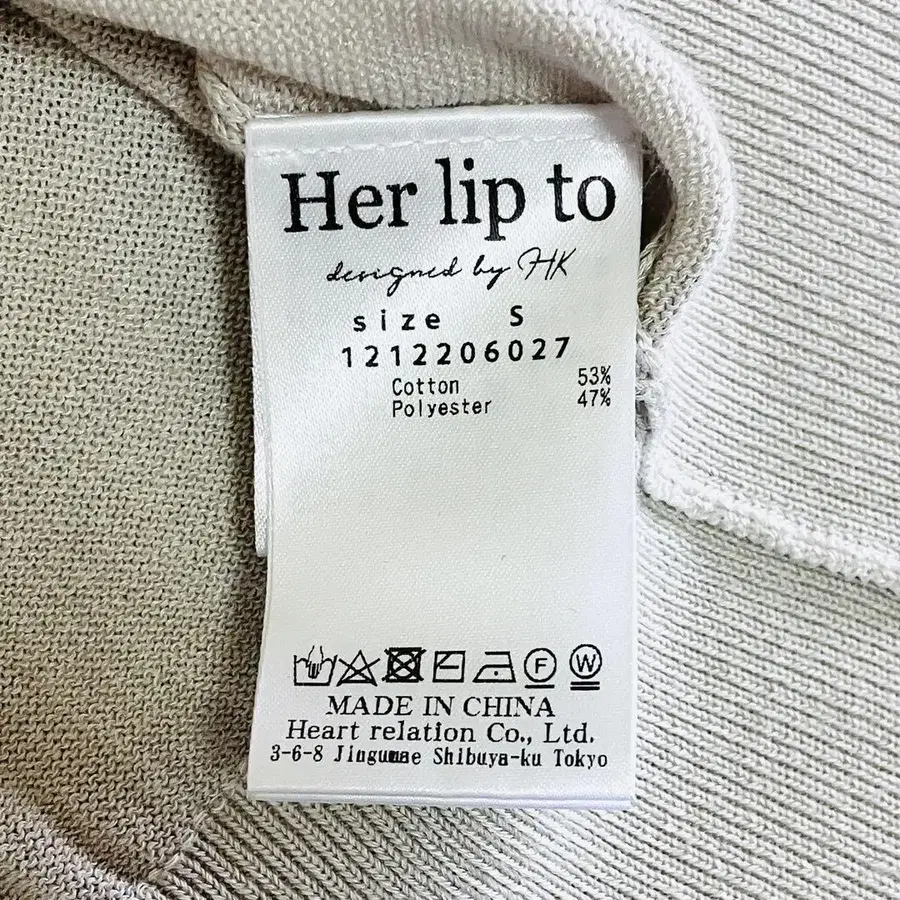 Her lip to
designed by HK
size S
1212206027
Cotton 53%
Polyester 47%
F W
MADE IN CHINA
Heart relation Co., Ltd.
3-6-8 Jingumae Shibuya-ku Tokyo